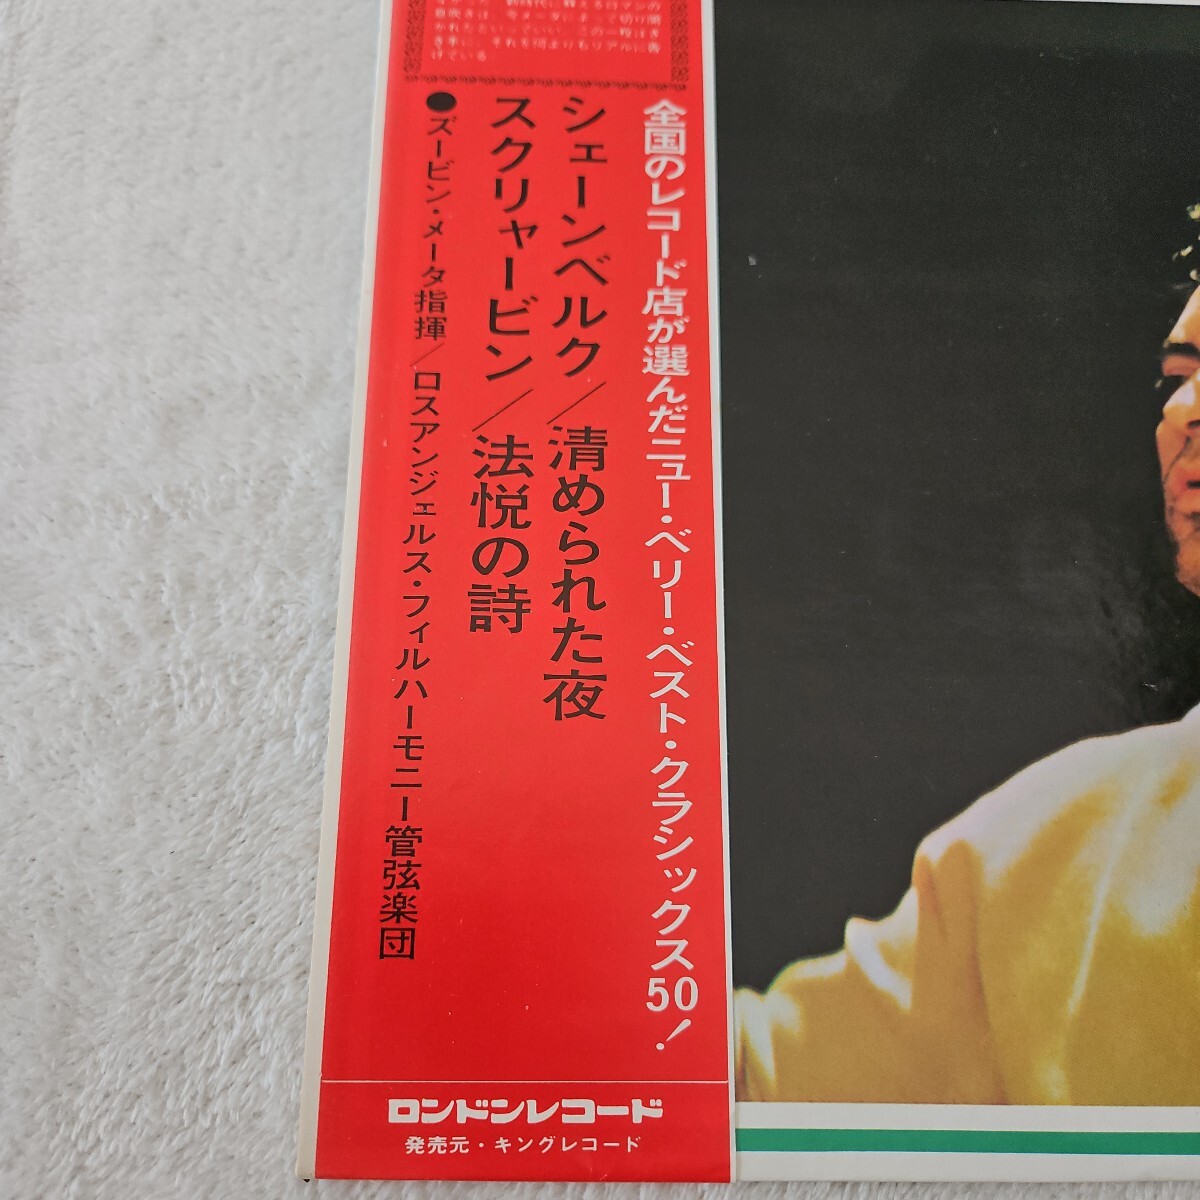 全国のレコード店が選んだニュー・ベリー・ベスト・クラシックス50!
シェーンベルク/清められた夜
スクリャービン/法悦の詩
●ズービン・メータ指揮/ロスアンジェルス・フィルハーモニー管弦楽団
ロンドンレコード
発売元・キングレコード